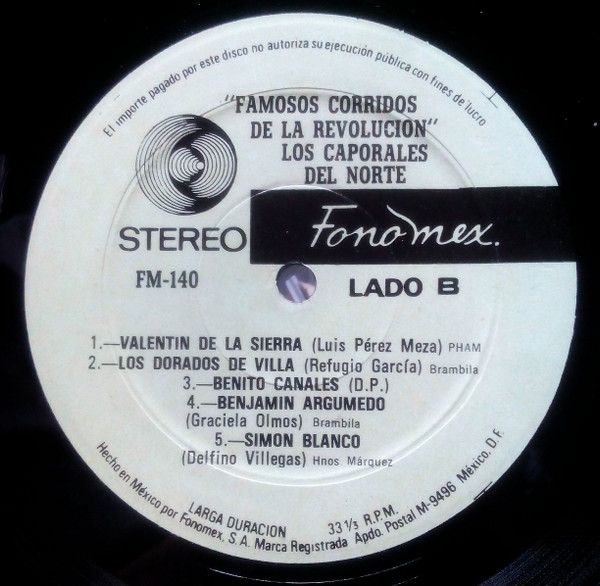 El importe pagado por este disco no autoriza su ejecución pública con fines de lucro
"FAMOSOS CORRIDOS
DE LA REVOLUCION"
LOS CAPORALES
DEL NORTE
STEREO
Fonomex.
FM-140
LADO B
1.—VALENTIN DE LA SIERRA (Luis Pérez Meza) PHAM
2.—LOS DORADOS DE VILLA (Refugio García) Brambila
3.—BENITO CANALES (D.P.)
4.—BENJAMIN ARGUMEDO
(Graciela Olmos) Brambila
5.—SIMON BLANCO
(Delfino Villegas) Hnos Márquez
LARGA DURACION 33 1/3 R.P.M.
Hecho en México por Fonomex, S.A. Marca Registrada Apdo. Postal M-9496 México, D.F.